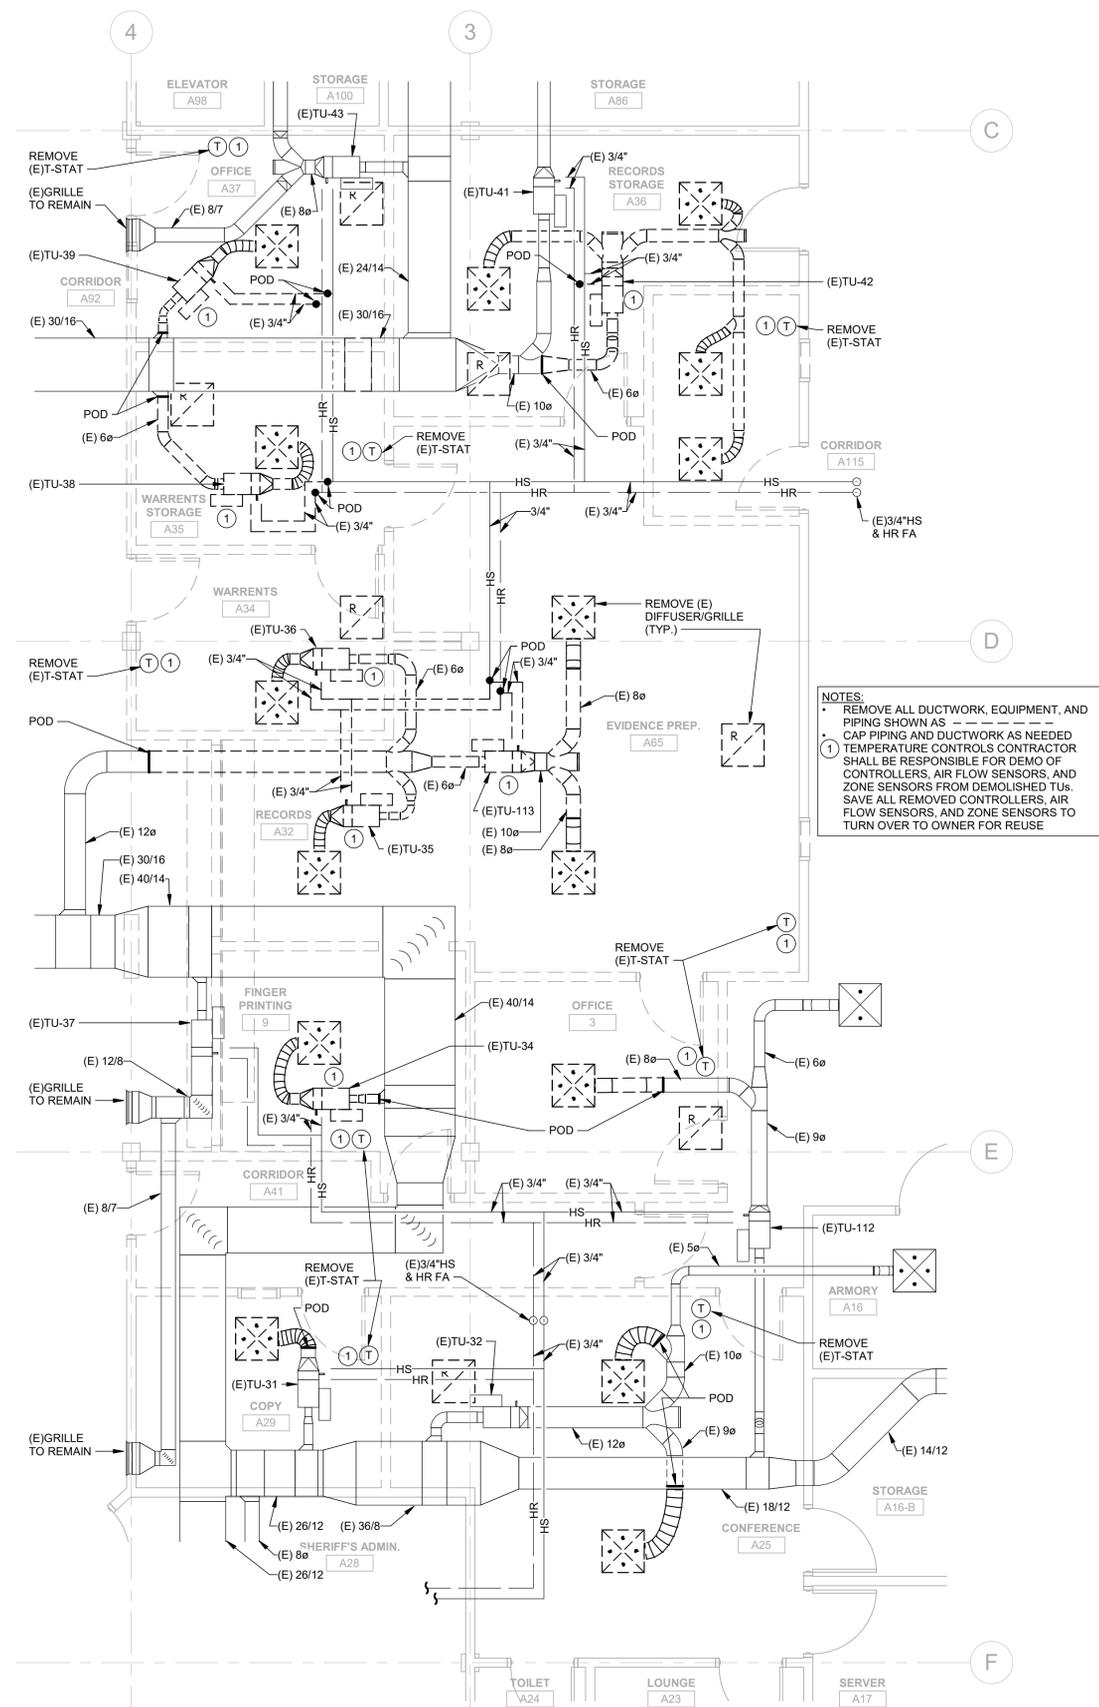 4
3
ELEVATOR
A98
STORAGE
A100
STORAGE
A86
(E)TU-43
C
REMOVE
(E)T-STAT
T
1
OFFICE
A37
(E) 3/4"
RECORDS
STORAGE
A36
(E)GRILLE
TO REMAIN
(E) 8/7
(E) 8ø
R
(E)TU-41
(E)TU-39
POD
(E) 24/14
POD
(E) 3/4"
(E)TU-42
CORRIDOR
A92
1
(E) 3/4"
(E) 30/16
1
HR
HS
(E) 30/16
1
T
REMOVE
(E)T-STAT
R
R
(E) 6ø
(E) 10ø
POD
(E) 6ø
HR
HS
POD
1
T
REMOVE
(E)T-STAT
(E) 3/4"
CORRIDOR
A115
(E)TU-38
HS
HR
HS
HR
WARRENTS
STORAGE
A35
1
POD
(E) 3/4"
3/4"
(E) 3/4"
(E)3/4"HS
& HR FA
HS
HR
WARRENTS
A34
R
REMOVE (E)
DIFFUSER/GRILLE
(TYP.)
(E)TU-36
D
REMOVE
(E)T-STAT
T
1
(E) 3/4"
1
(E) 6ø
POD
(E) 3/4"
(E) 8ø
POD
EVIDENCE PREP.
A65
R
NOTES:
• REMOVE ALL DUCTWORK, EQUIPMENT, AND
PIPING SHOWN AS
• CAP PIPING AND DUCTWORK AS NEEDED
1 TEMPERATURE CONTROLS CONTRACTOR
SHALL BE RESPONSIBLE FOR DEMO OF
CONTROLLERS, AIR FLOW SENSORS, AND
ZONE SENSORS FROM DEMOLISHED TUs.
SAVE ALL REMOVED CONTROLLERS, AIR
FLOW SENSORS, AND ZONE SENSORS TO
TURN OVER TO OWNER FOR REUSE
(E) 3/4"
(E) 6ø
1
(E)TU-113
RECORDS
A32
1
(E)TU-35
(E) 10ø
(E) 8ø
(E) 12ø
(E) 30/16
(E) 40/14
T
1
REMOVE
(E)T-STAT
FINGER
PRINTING
9
(E) 40/14
OFFICE
3
(E)TU-37
(E)TU-34
1
T
(E) 8ø
(E) 6ø
(E) 12/8
1
(E)GRILLE
TO REMAIN
(E) 3/4"
POD
R
(E) 9ø
1
T
HR
HS
E
CORRIDOR
A41
(E) 8/7
(E) 3/4"
(E) 3/4"
HS
HR
(E)TU-112
(E) 5ø
REMOVE
(E)T-STAT
(E)3/4"HS
& HR FA
(E) 3/4"
ARMORY
A16
POD
T
1
REMOVE
(E)T-STAT
(E)TU-32
(E) 3/4"
1
T
HS
HR
R
(E) 10ø
(E)TU-31
POD
COPY
A29
(E) 9ø
(E)GRILLE
TO REMAIN
(E) 12ø
(E) 14/12
STORAGE
A16-B
(E) 18/12
(E) 26/12
(E) 36/8
HR
HS
CONFERENCE
A25
(E) 8ø
SHERIFF'S ADMIN.
A28
(E) 26/12
F
TOILET
A24
LOUNGE
A23
SERVER
A17